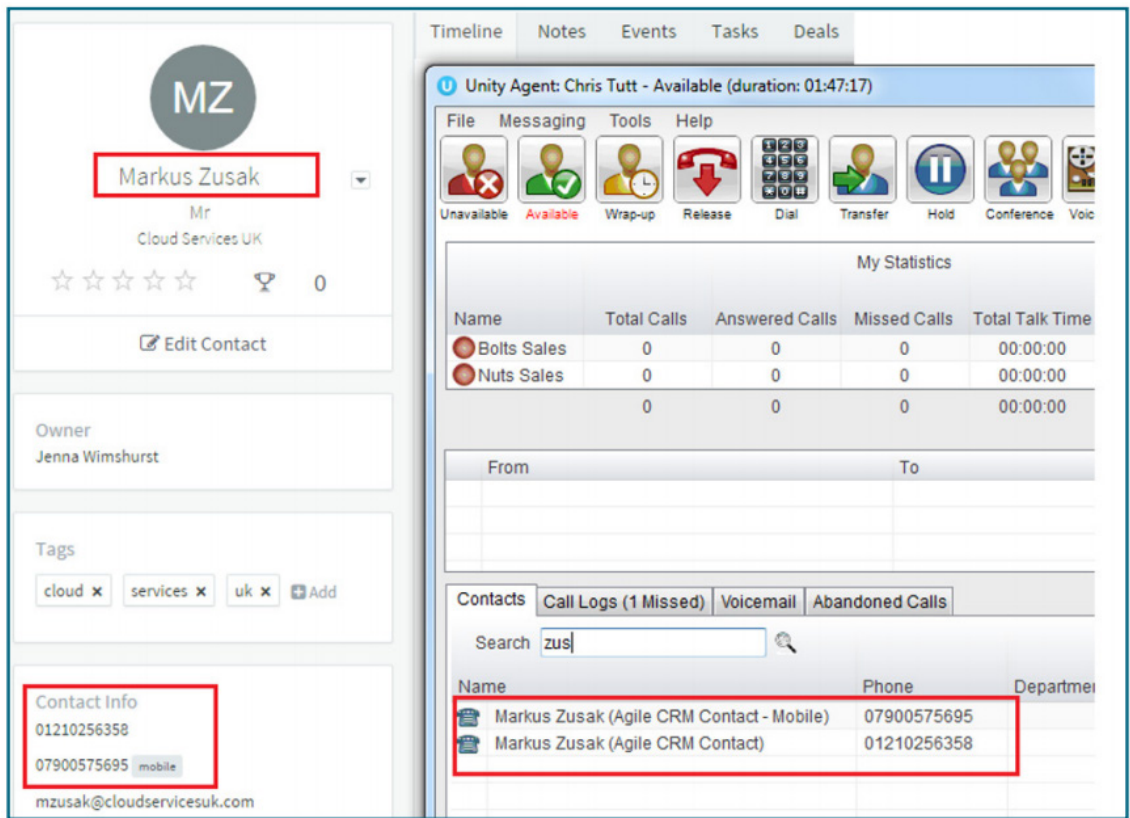 MZ
Markus Zusak
Mr
Cloud Services UK
0
Edit Contact
Owner
Jenna Wimshurst
Tags
cloud × services × uk × Add
Contact Info
01210256358
07900575695 mobile
mzusak@cloudservicesuk.com
Timeline Notes Events Tasks Deals
Unity Agent: Chris Tutt - Available (duration: 01:47:17)
File Messaging Tools Help
Unavailable Available Wrap-up Release Dial Transfer Hold Conference Voic
My Statistics
Name Total Calls Answered Calls Missed Calls Total Talk Time
Bolts Sales 0 0 0 00:00:00
Nuts Sales 0 0 0 00:00:00
0 0 0 00:00:00
From To
Contacts Call Logs (1 Missed) Voicemail Abandoned Calls
Search zus
Name Phone Departme
Markus Zusak (Agile CRM Contact - Mobile) 07900575695
Markus Zusak (Agile CRM Contact) 01210256358